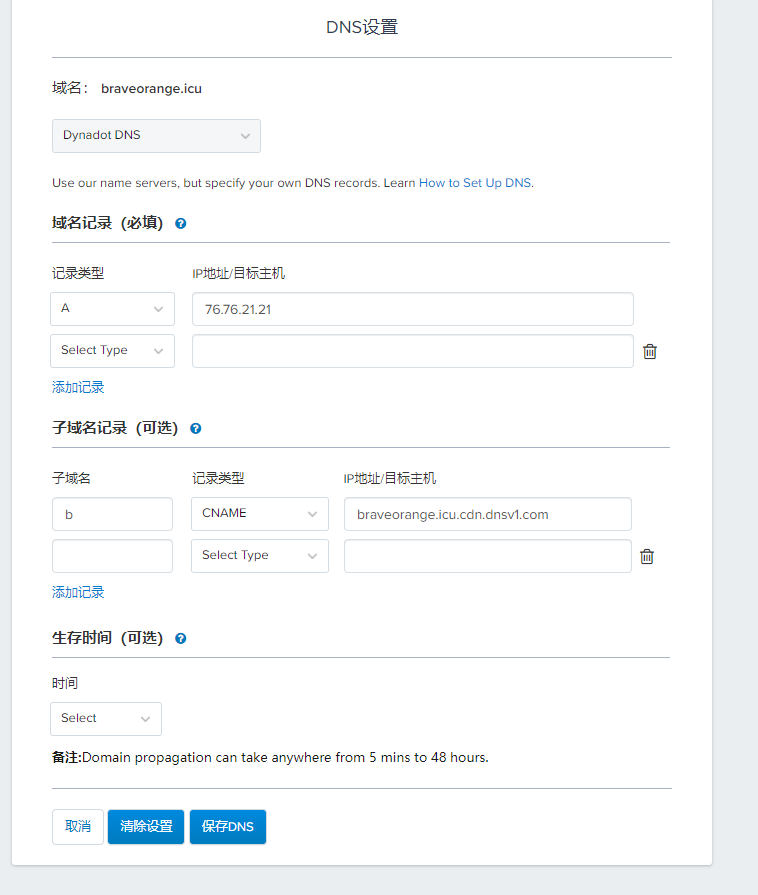 DNS设置
域名： braveorange.icu
Dynadot DNS
Use our name servers, but specify your own DNS records. Learn How to Set Up DNS.
域名记录（必填） ?
记录类型 IP地址/目标主机
A 76.76.21.21
Select Type
添加记录
子域名记录（可选） ?
子域名 记录类型 IP地址/目标主机
b CNAME braveorange.icu.cdn.dnsv1.com
Select Type
添加记录
生存时间（可选） ?
时间
Select
备注:Domain propagation can take anywhere from 5 mins to 48 hours.
取消 清除设置 保存DNS